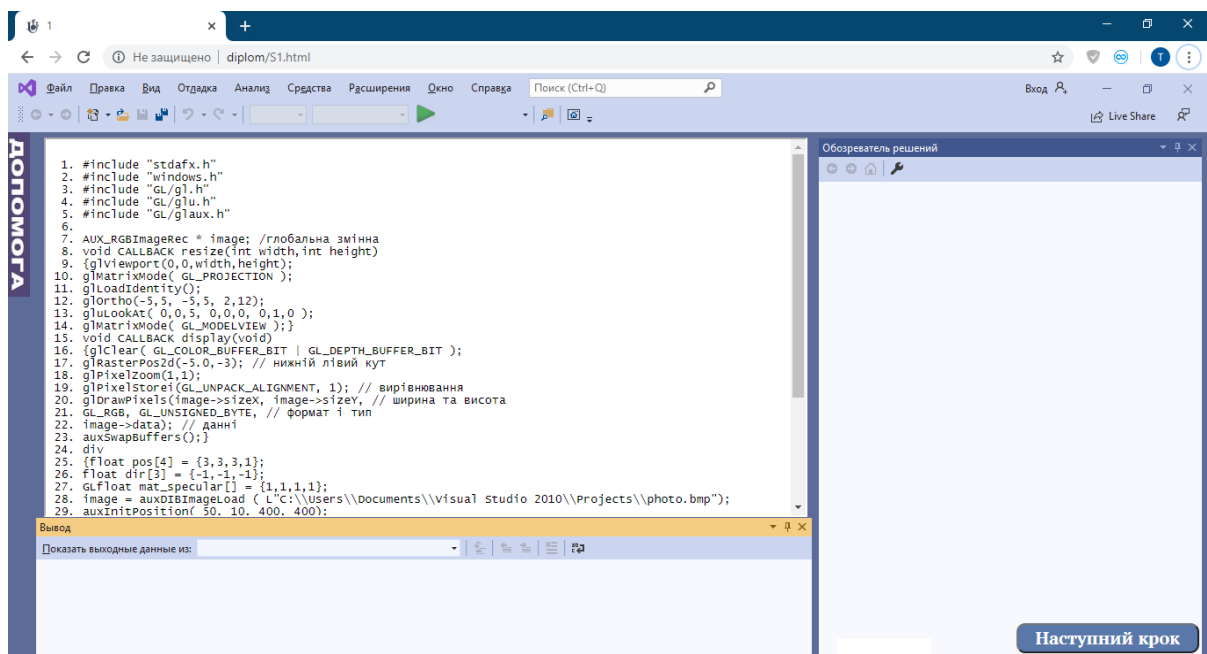 1
Не защищено | diplom/S1.html
T
Файл Правка Вид Отладка Анализ Средства Расширения Окно Справка Поиск (Ctrl+Q) Вход
Live Share
ДОПОМОГА
1. #include "stdafx.h"
2. #include "windows.h"
3. #include "GL/gl.h"
4. #include "GL/glu.h"
5. #include "GL/glaux.h"
6.
7. AUX_RGBImageRec * image; /глобальна змінна
8. void CALLBACK resize(int width,int height)
9. {glViewport(0,0,width,height);
10. glMatrixMode( GL_PROJECTION );
11. glLoadIdentity();
12. glOrtho(-5,5, -5,5, 2,12);
13. gluLookAt( 0,0,5, 0,0,0, 0,1,0 );
14. glMatrixMode( GL_MODELVIEW );}
15. void CALLBACK display(void)
16. {glClear( GL_COLOR_BUFFER_BIT | GL_DEPTH_BUFFER_BIT );
17. glRasterPos2d(-5.0,-3); // нижній лівий кут
18. glPixelZoom(1,1);
19. glPixelStorei(GL_UNPACK_ALIGNMENT, 1); // вирівнювання
20. glDrawPixels(image->sizeX, image->sizeY, // ширина та висота
21. GL_RGB, GL_UNSIGNED_BYTE, // формат і тип
22. image->data); // данні
23. auxSwapBuffers();}
24. div
25. {float pos[4] = {3,3,3,1};
26. float dir[3] = {-1,-1,-1};
27. GLfloat mat_specular[] = {1,1,1,1};
28. image = auxDIBImageLoad ( L"C:\\Users\\Documents\\Visual Studio 2010\\Projects\\photo.bmp");
29. auxInitPosition( 50, 10, 400, 400);
Обозреватель решений
Вывод
Показать выходные данные из:
Наступний крок